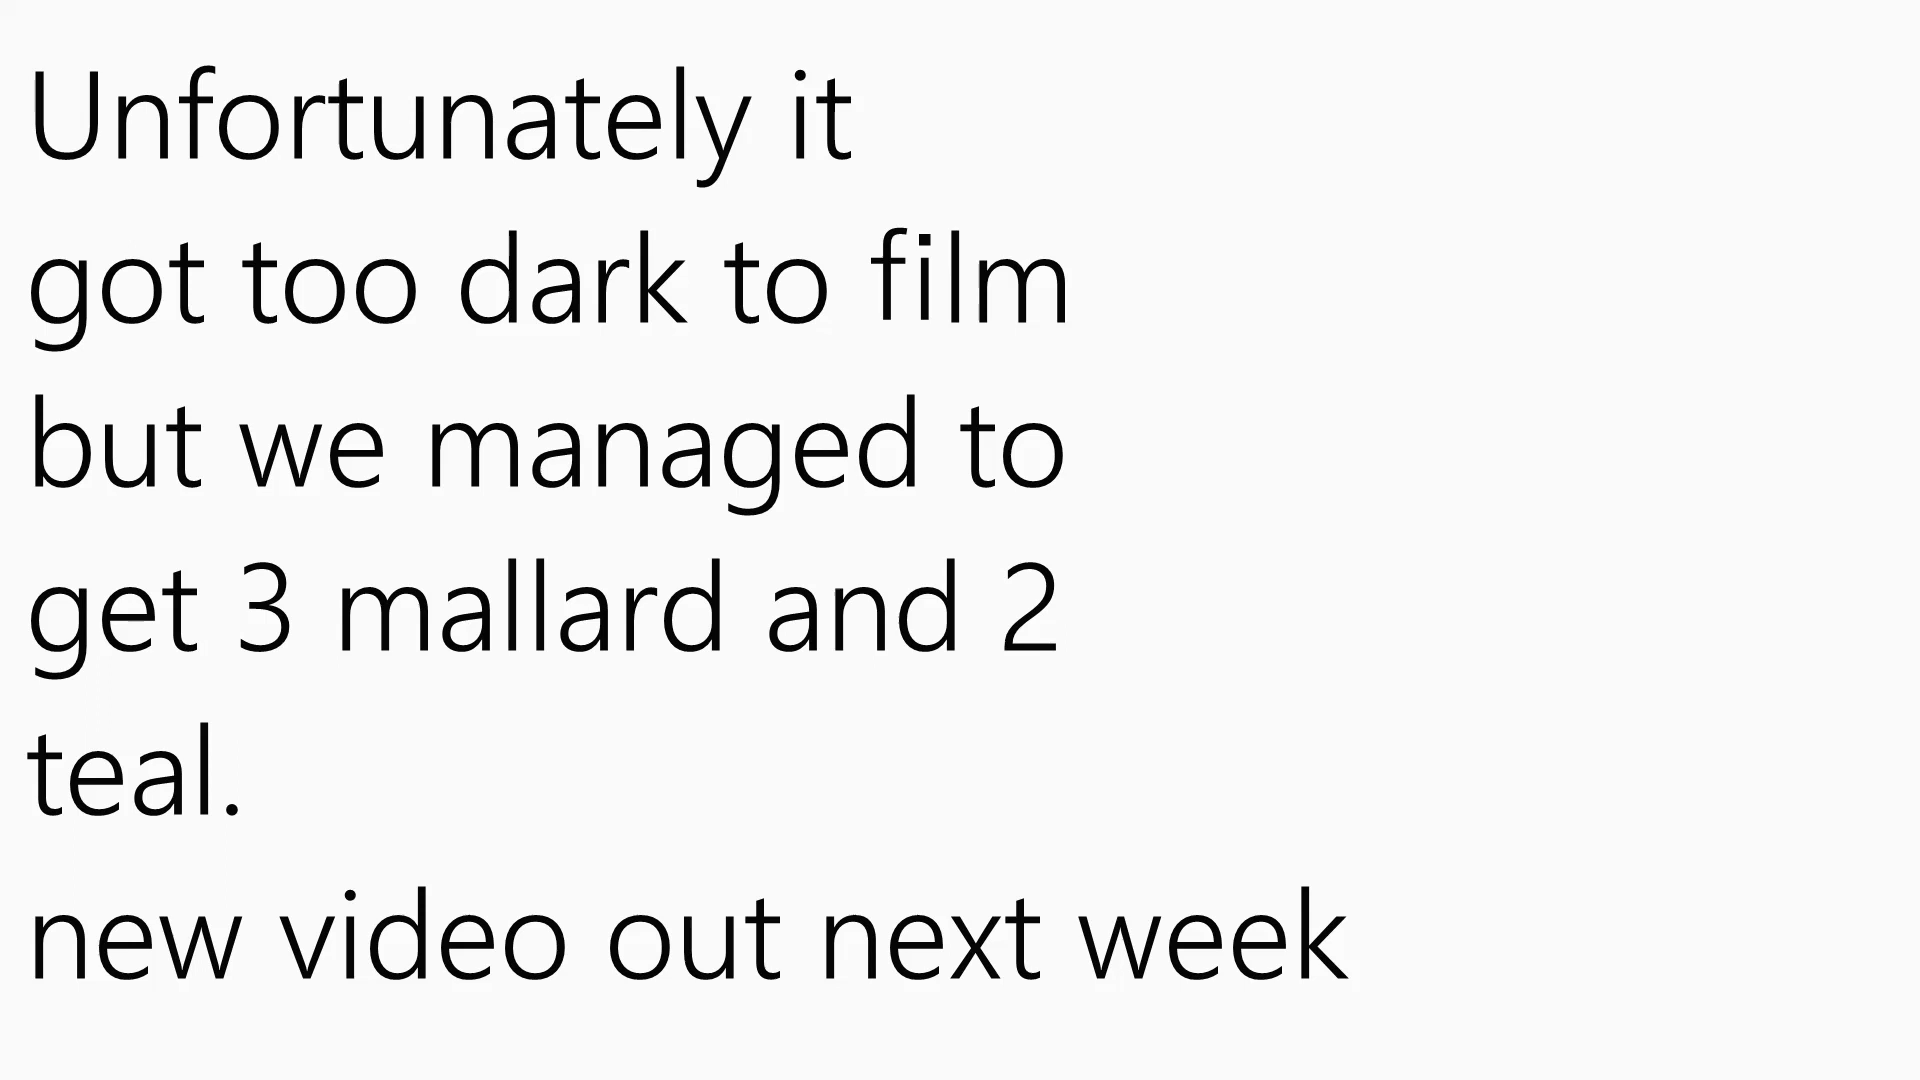 Unfortunately it
got too dark to film
but we managed to
get 3 mallard and 2
teal.
new video out next week